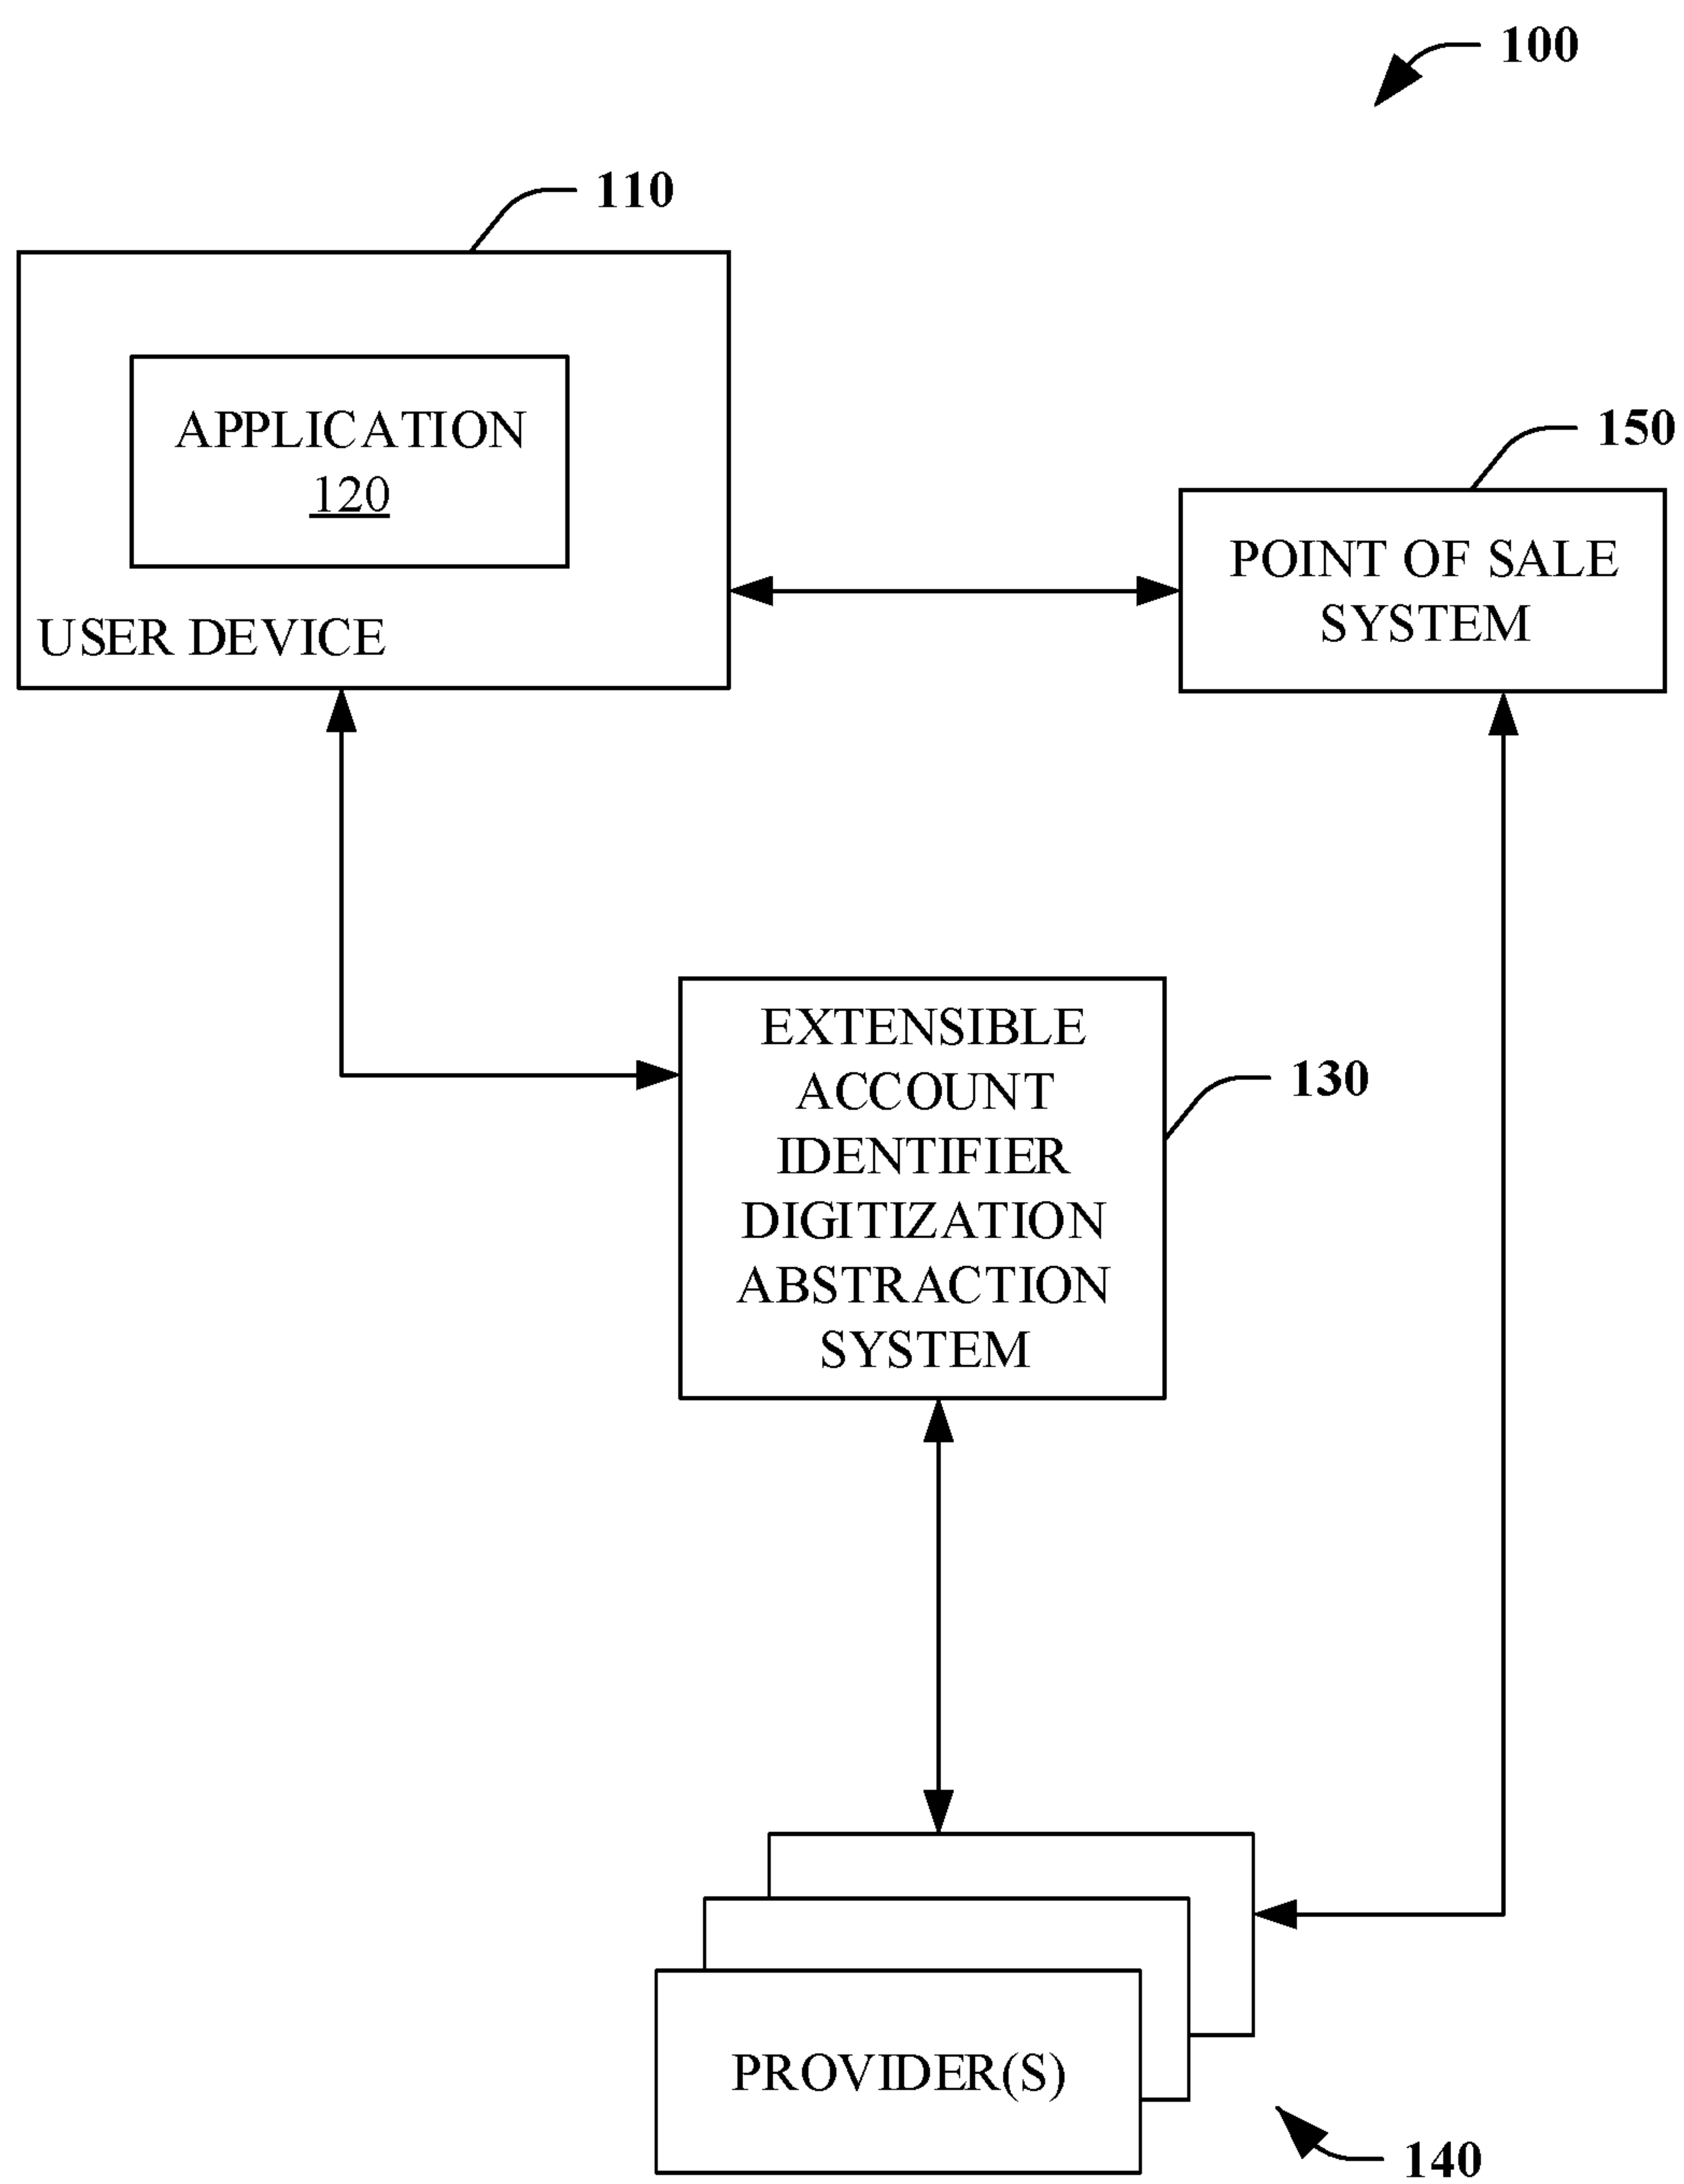 100
110
APPLICATION
120
USER DEVICE
150
POINT OF SALE
SYSTEM
EXTENSIBLE
ACCOUNT
IDENTIFIER
DIGITIZATION
ABSTRACTION
SYSTEM
130
PROVIDER(S)
140